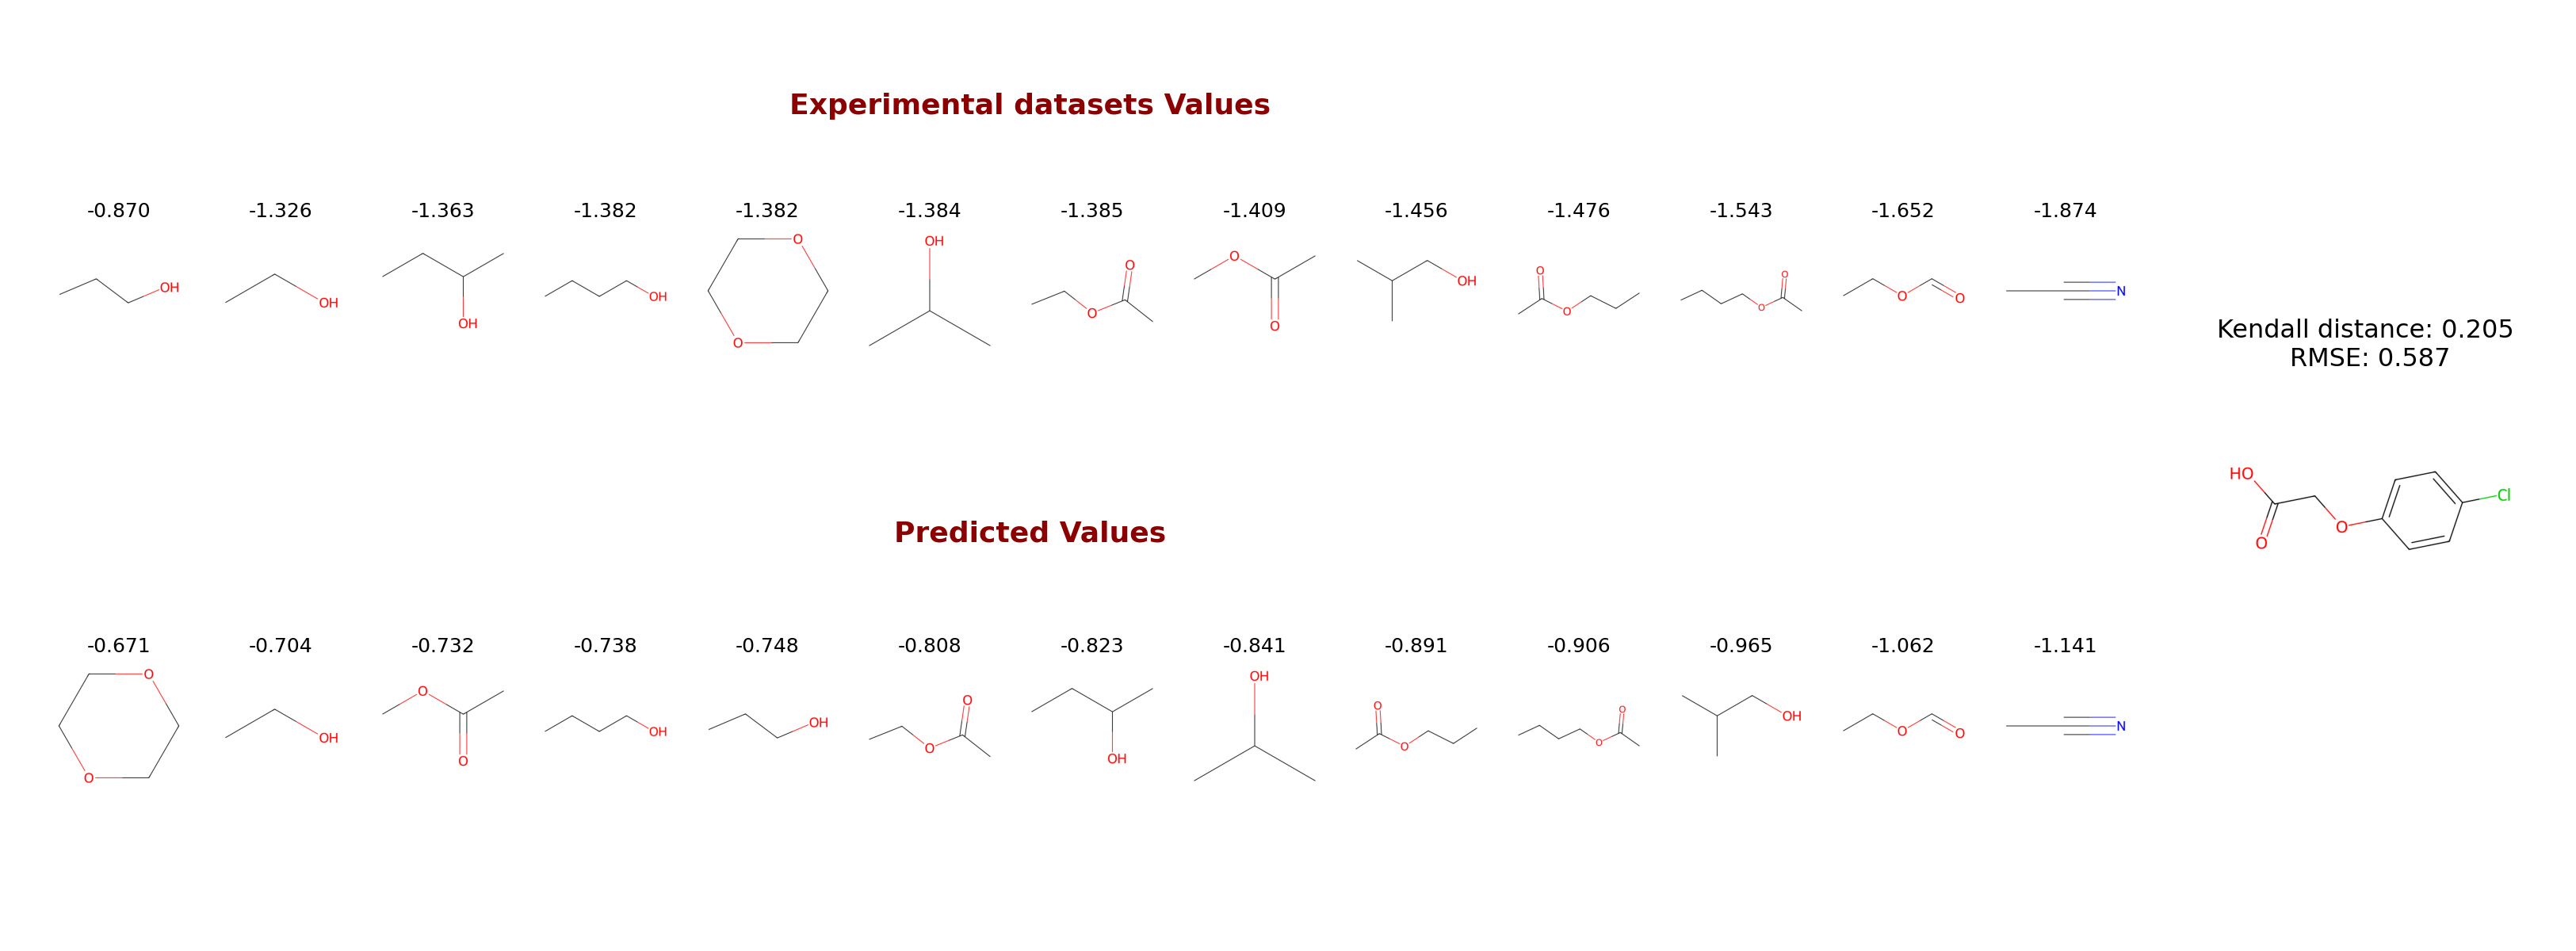 Experimental datasets Values
-0.870 -1.326 -1.363 -1.382 -1.382 -1.384 -1.385 -1.409 -1.456 -1.476 -1.543 -1.652 -1.874
OH OH OH OH O O OH O O O O OH O O O O O O N
Kendall distance: 0.205
RMSE: 0.587
HO O O Cl
Predicted Values
-0.671 -0.704 -0.732 -0.738 -0.748 -0.808 -0.823 -0.841 -0.891 -0.906 -0.965 -1.062 -1.141
O O OH O O OH OH O O OH OH O O O O OH O O N